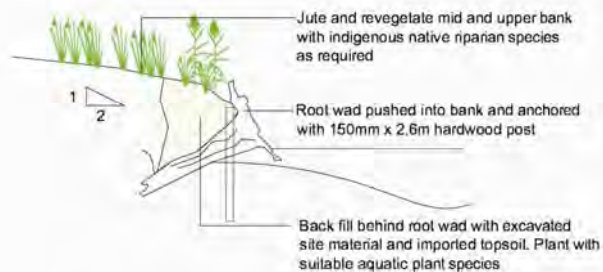 Jute and revegetate mid and upper bank
with indigenous native riparian species
as required
1
2
Root wad pushed into bank and anchored
with 150mm x 2.6m hardwood post
Back fill behind root wad with excavated
site material and imported topsoil. Plant with
suitable aquatic plant species